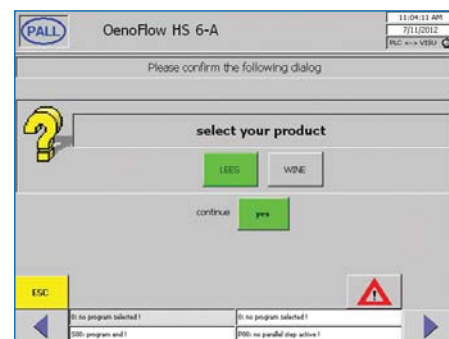 PALL
OenoFlow HS 6-A
11:04:11 AM
7/11/2012
PLC <--> VISU
Please confirm the following dialog
select your product
LEES
WINE
continue
yes
ESC
0: no program selected !
0: no program selected !
S00: program end !
P00: no parallel step active !